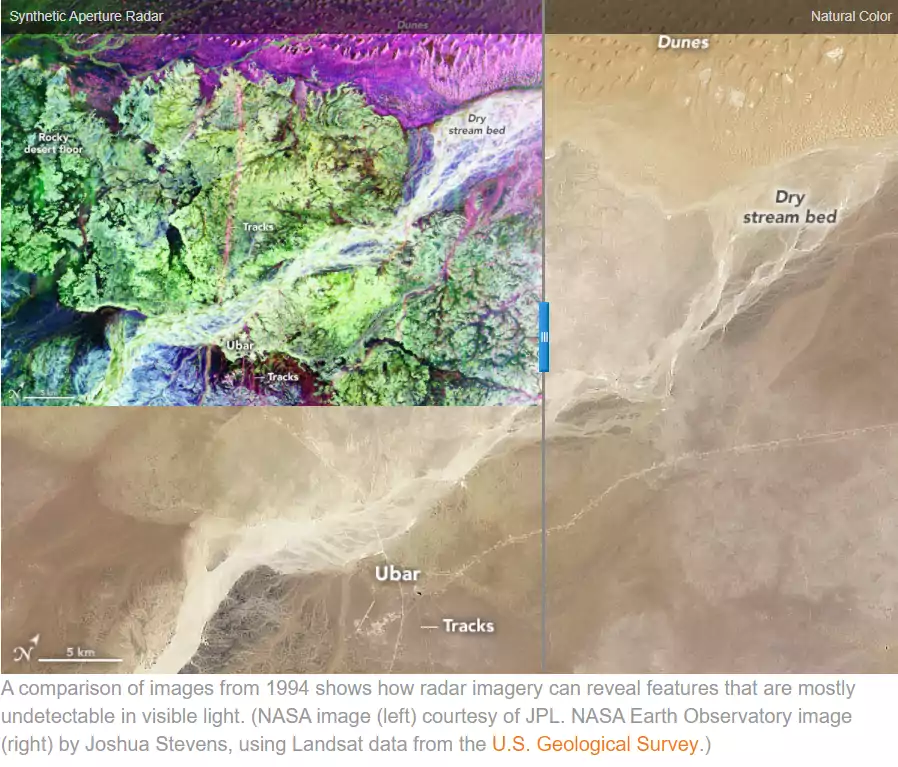 Synthetic Aperture Radar
Natural Color
Dunes
Dunes
Dry
stream bed
Rocky
desert floor
Dry
stream bed
Tracks
Ubar
Tracks
N
Ubar
Tracks
N
5 km
A comparison of images from 1994 shows how radar imagery can reveal features that are mostly
undetectable in visible light. (NASA image (left) courtesy of JPL. NASA Earth Observatory image
(right) by Joshua Stevens, using Landsat data from the U.S. Geological Survey.)